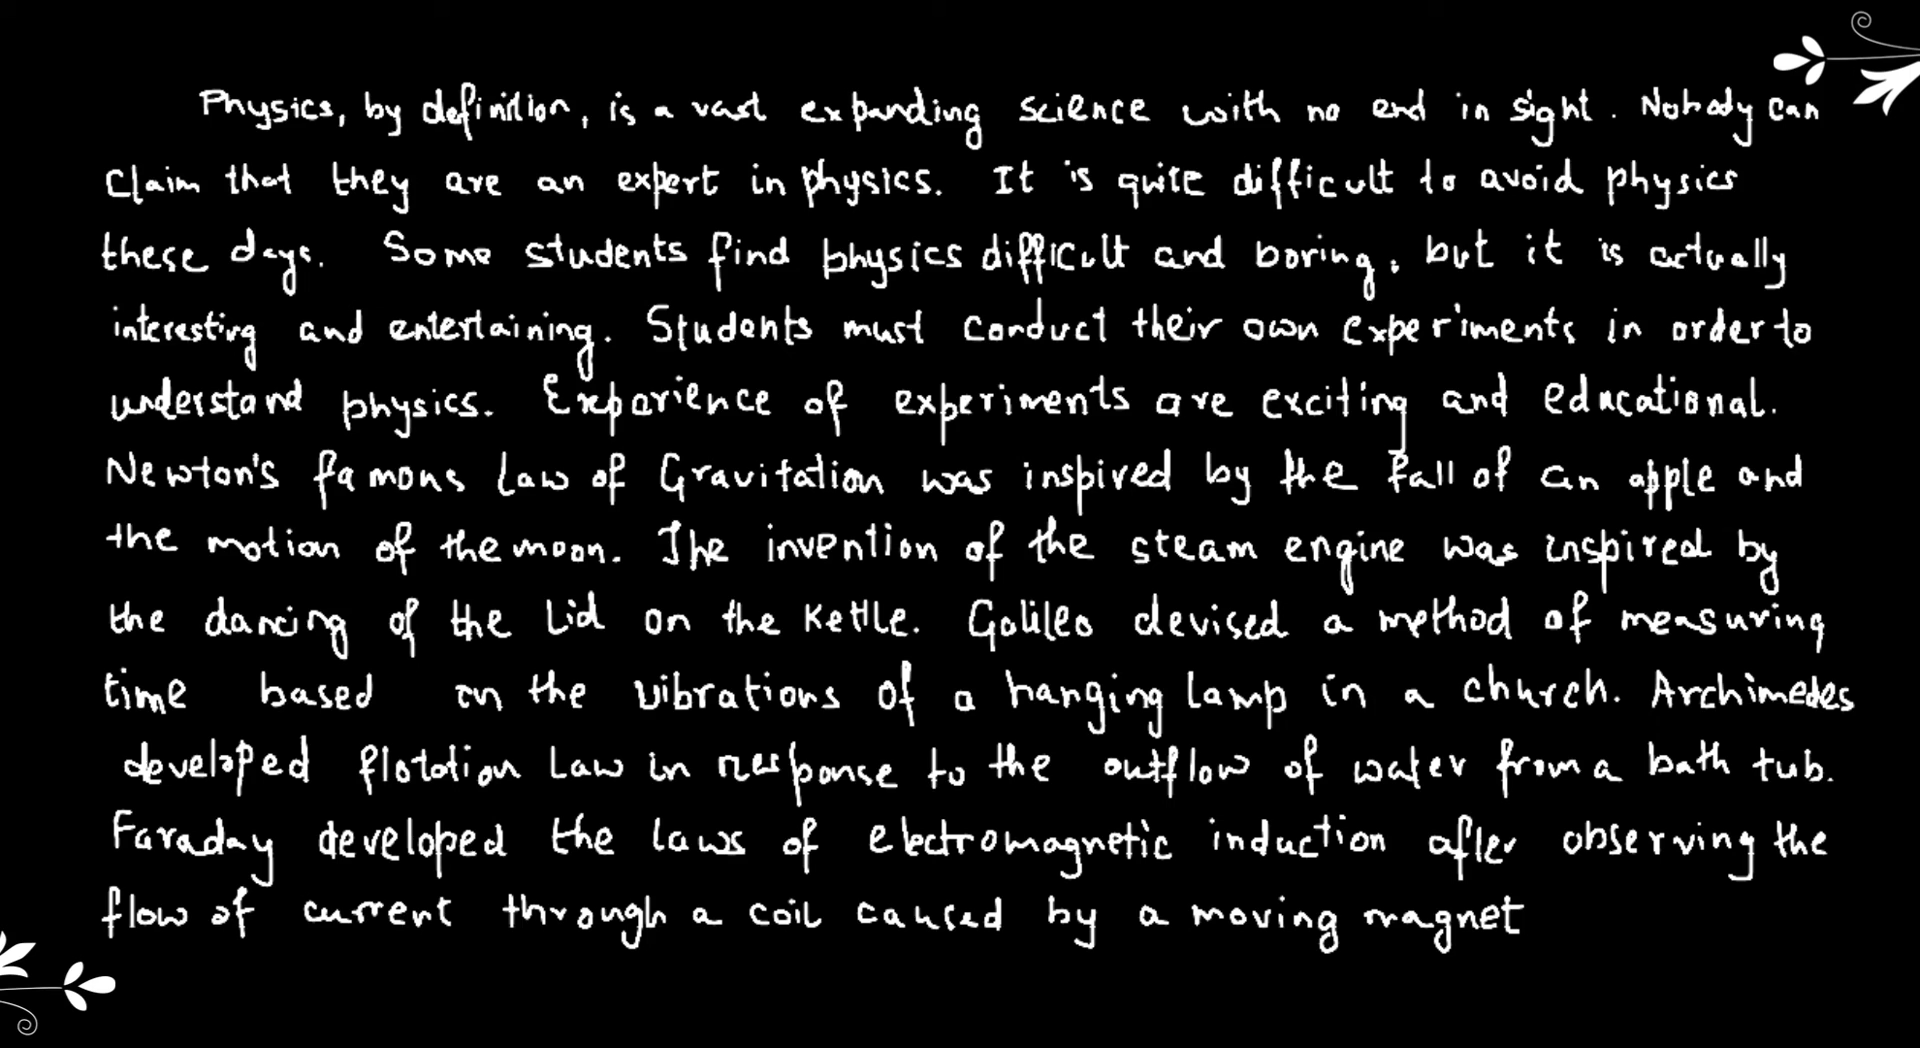 Physics, by definition, is a vast expanding science with no end in sight. Nobody can
claim that they are an expert in physics. It is quite difficult to avoid physics
these days. Some students find physics difficult and boring, but it is actually
interesting and entertaining. Students must conduct their own experiments in order to
understand physics. Experience of experiments are exciting and educational.
Newton's famous law of Gravitation was inspired by the fall of an apple and
the motion of the moon. The invention of the steam engine was inspired by
the dancing of the lid on the kettle. Galileo devised a method of measuring
time based on the vibrations of a hanging lamp in a church. Archimedes
developed flotation law in response to the outflow of water from a bath tub.
Faraday developed the laws of electromagnetic induction after observing the
flow of current through a coil caused by a moving magnet